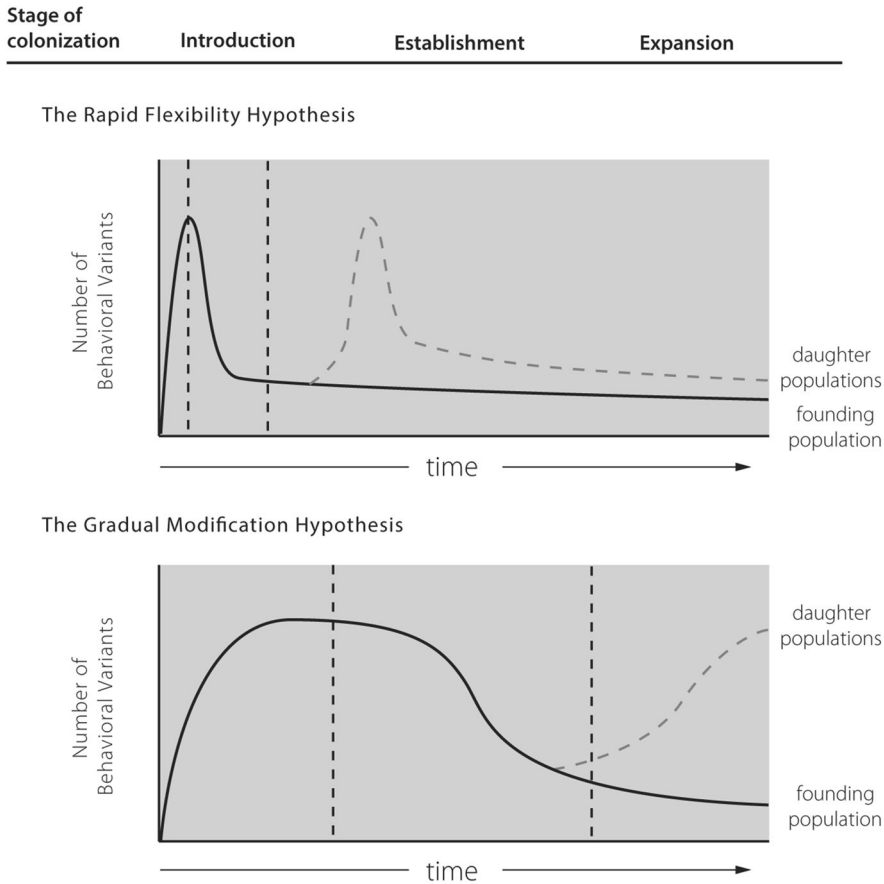 Stage of
colonization
Introduction
Establishment
Expansion
The Rapid Flexibility Hypothesis
Number of
Behavioral Variants
daughter
populations
founding
population
time
The Gradual Modification Hypothesis
Number of
Behavioral Variants
daughter
populations
founding
population
time